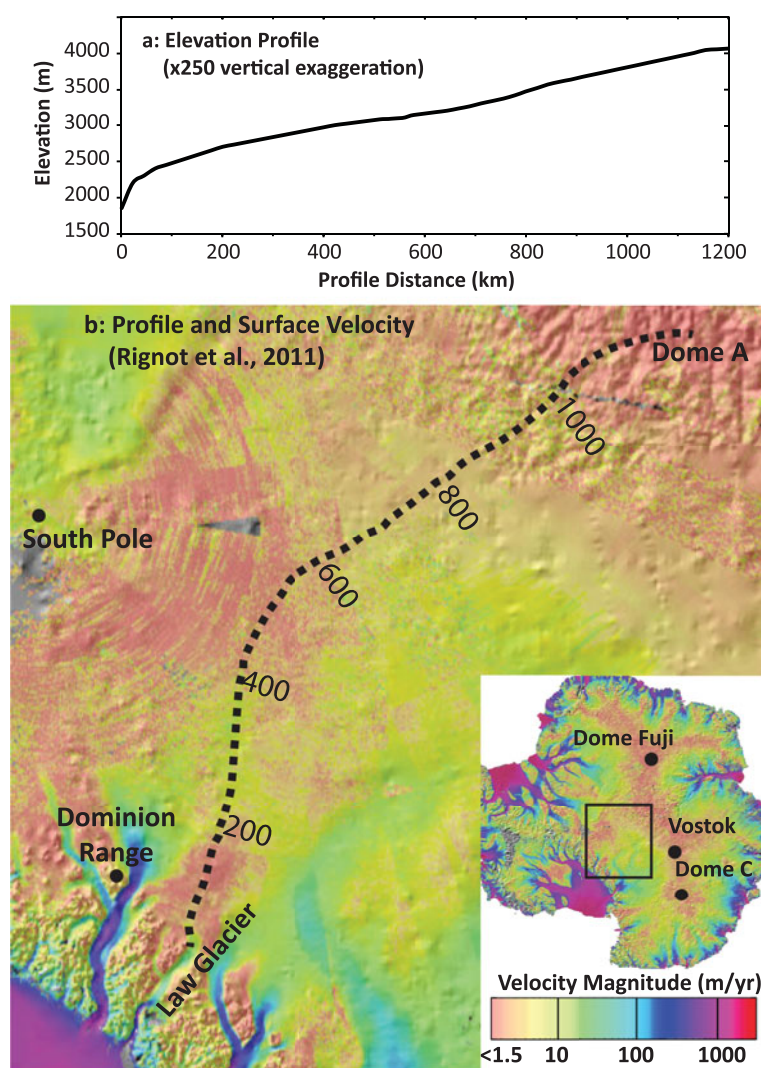 a: Elevation Profile
(x250 vertical exaggeration)
Elevation (m)
4000
3500
3000
2500
2000
1500
0 200 400 600 800 1000 1200
Profile Distance (km)
b: Profile and Surface Velocity
(Rignot et al., 2011)
Dome A
1000
800
South Pole
600
400
200
Dominion
Range
Law Glacier
Dome Fuji
Vostok
Dome C
Velocity Magnitude (m/yr)
<1.5 10 100 1000